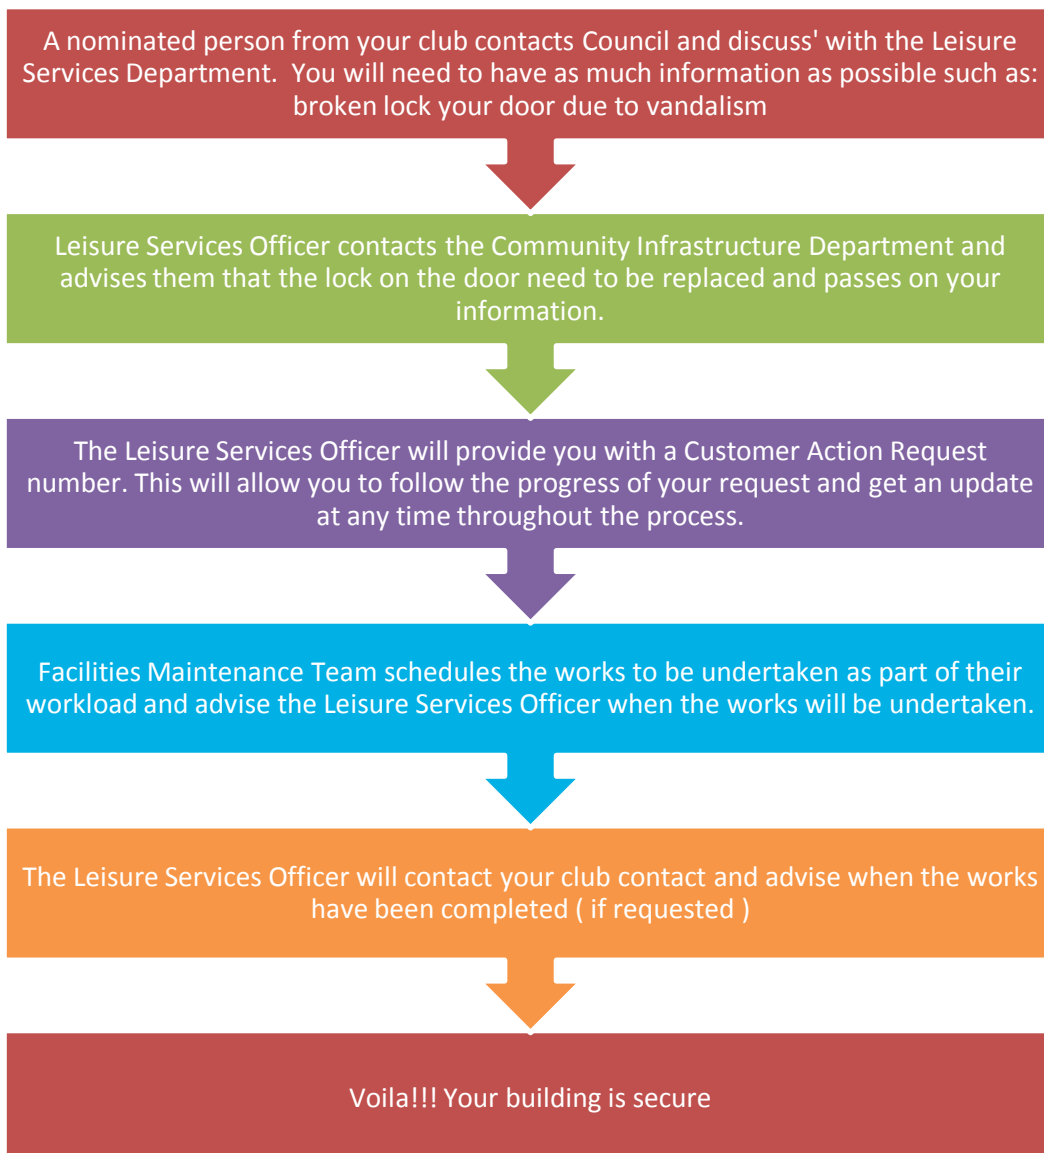 A nominated person from your club contacts Council and discuss' with the Leisure
Services Department.  You will need to have as much information as possible such as:
broken lock your door due to vandalism
Leisure Services Officer contacts the Community Infrastructure Department and
advises them that the lock on the door need to be replaced and passes on your
information.
The Leisure Services Officer will provide you with a Customer Action Request
number. This will allow you to follow the progress of your request and get an update
at any time throughout the process.
Facilities Maintenance Team schedules the works to be undertaken as part of their
workload and advise the Leisure Services Officer when the works will be undertaken.
The Leisure Services Officer will contact your club contact and advise when the works
have been completed ( if requested )
Voila!!! Your building is secure